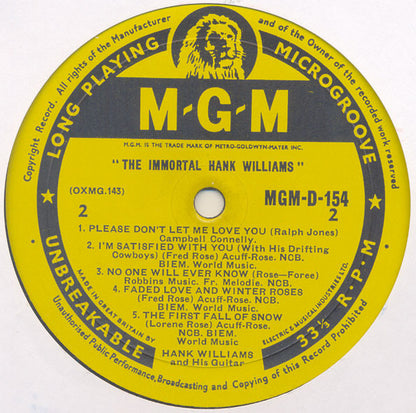 Copyright Record. All rights of the Manufacturer and of the Owner of the recorded work reserved
LONG PLAYING
MICROGROOVE
M-G-M
M.G.M. IS THE TRADE MARK OF METRO-GOLDWYN-MAYER INC.
"THE IMMORTAL HANK WILLIAMS"
(OXMG.143)
MGM-D-154
2
2
1. PLEASE DON'T LET ME LOVE YOU (Ralph Jones)
Campbell Connelly.
2. I'M SATISFIED WITH YOU (With His Drifting
Cowboys) (Fred Rose) Acuff-Rose. NCB.
BIEM. World Music.
3. NO ONE WILL EVER KNOW (Rose—Foree)
Robbins Music. Fr. Melodie. NCB.
4. FADED LOVE AND WINTER ROSES
(Fred Rose) Acuff-Rose. NCB.
BIEM. World Music.
5. THE FIRST FALL OF SNOW
(Lorene Rose) Acuff-Rose.
NCB. BIEM.
World Music
HANK WILLIAMS
and His Guitar
UNBREAKABLE
33⅓ R.P.M
MADE IN GREAT BRITAIN BY
ELECTRIC & MUSICAL INDUSTRIES LTD.
Unauthorised Public Performance, Broadcasting and Copying of this Record Prohibited